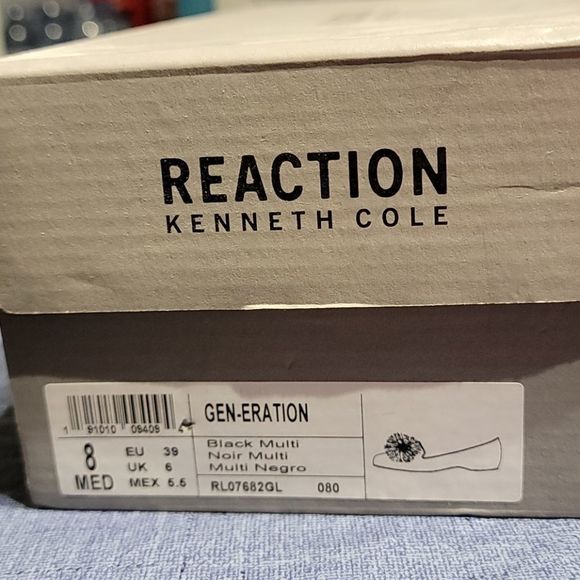 REACTION
KENNETH COLE
1 91010 09409 4
GEN-ERATION
8 MED
EU 39
UK 6
MEX 5.5
Black Multi
Noir Multi
Multi Negro
RL07682GL 080